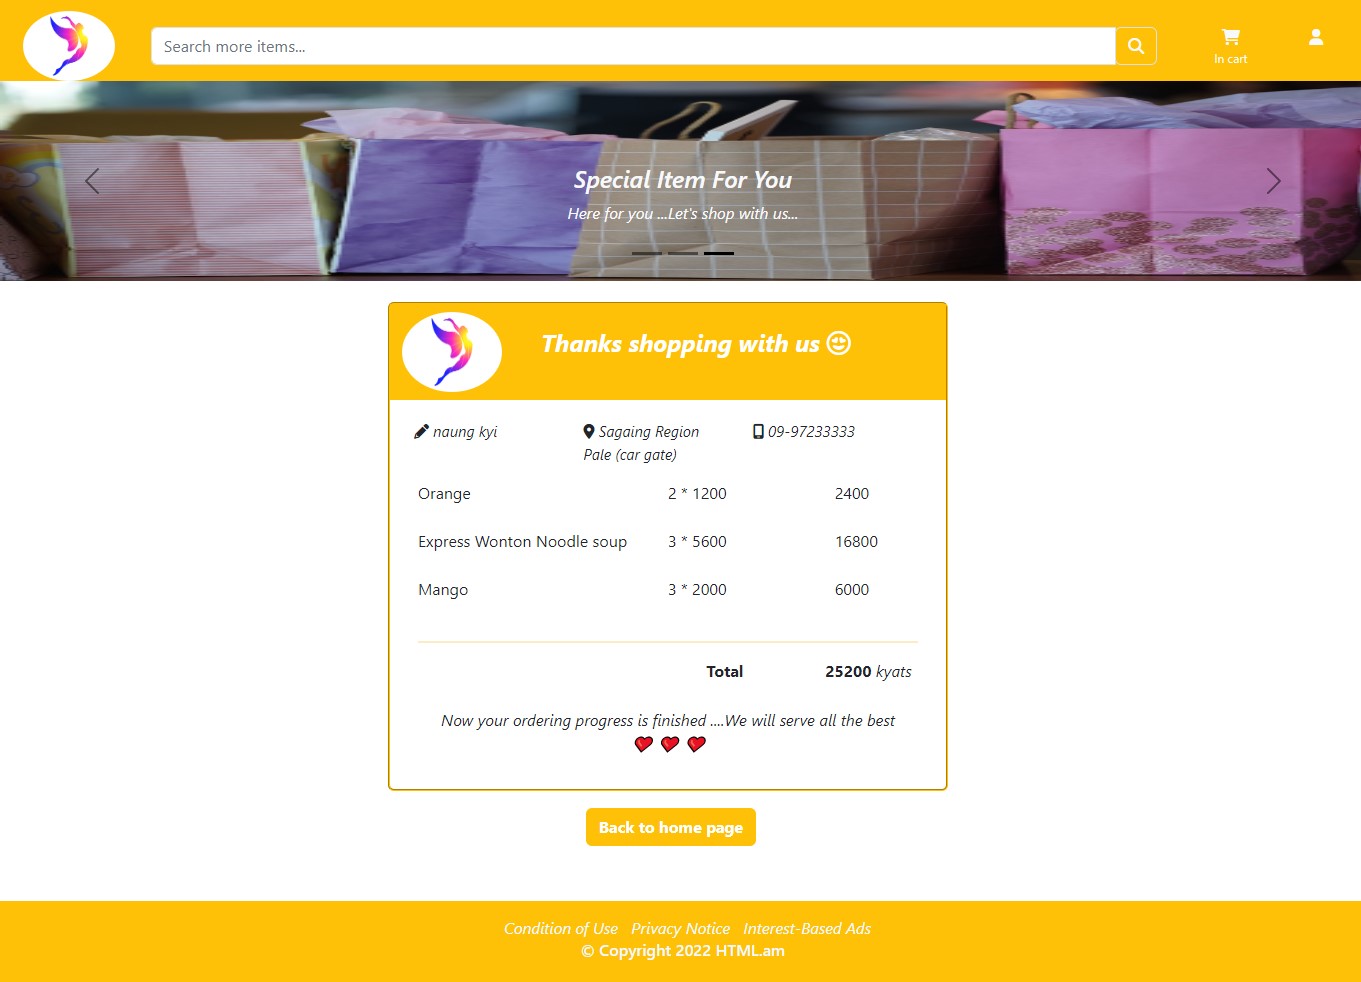 Search more items...
In cart
Special Item For You
Here for you ...Let's shop with us...
Thanks shopping with us
naung kyi
Sagaing Region
Pale (car gate)
09-97233333
Orange 2 * 1200 2400
Express Wonton Noodle soup 3 * 5600 16800
Mango 3 * 2000 6000
Total 25200 kyats
Now your ordering progress is finished ....We will serve all the best
Back to home page
Condition of Use Privacy Notice Interest-Based Ads
© Copyright 2022 HTML.am